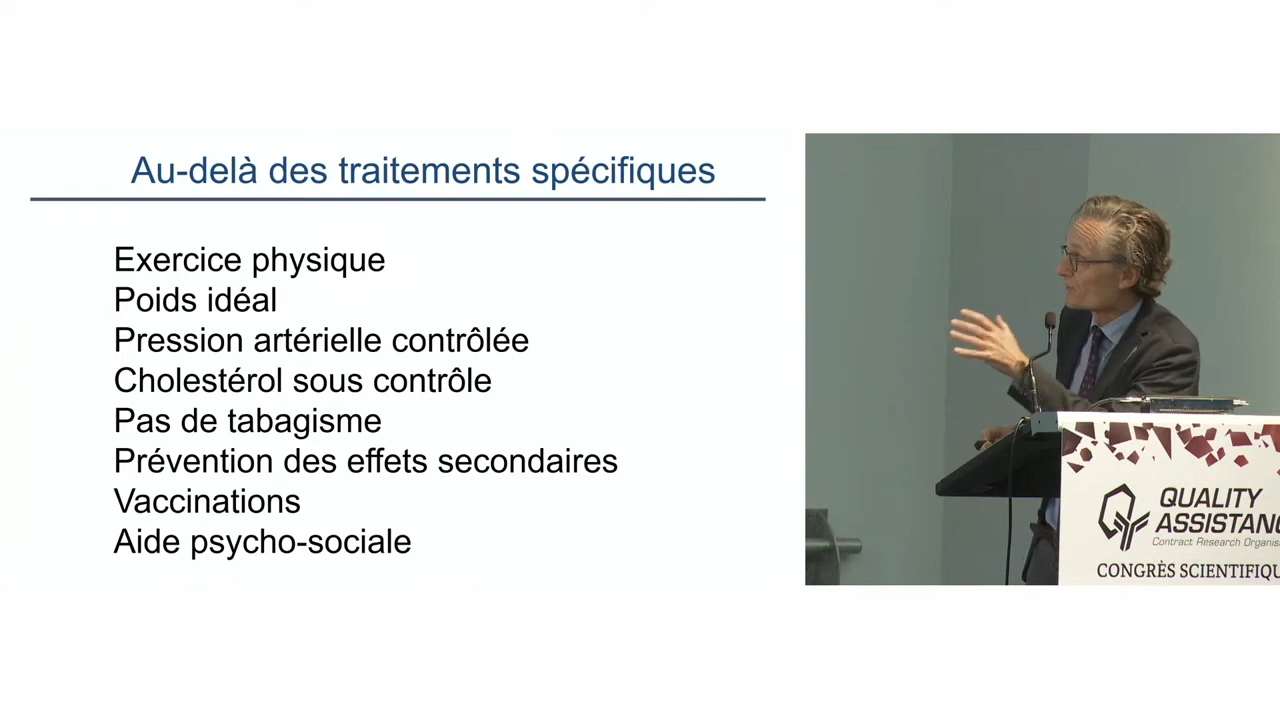 Au-delà des traitements spécifiques
Exercice physique
Poids idéal
Pression artérielle contrôlée
Cholestérol sous contrôle
Pas de tabagisme
Prévention des effets secondaires
Vaccinations
Aide psycho-sociale
QUALITY
ASSISTANC
Contract Research Organis
CONGRÈS SCIENTIFIQU